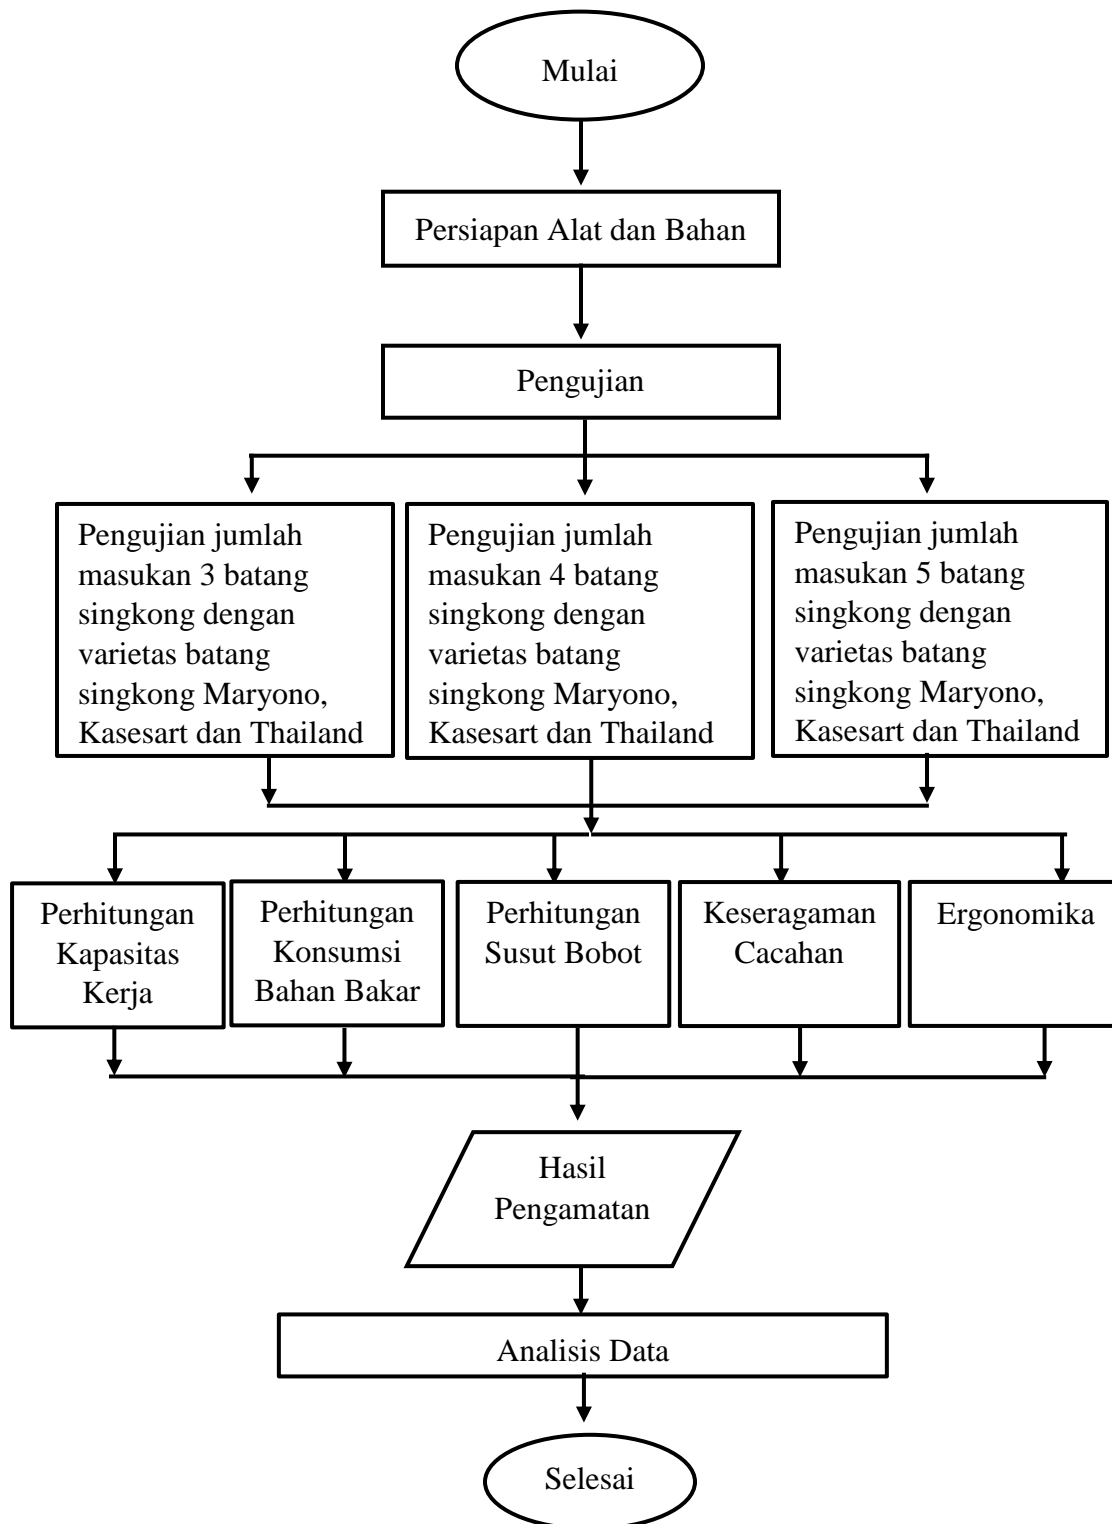 Mulai
Persiapan Alat dan Bahan
Pengujian
Pengujian jumlah
masukan 3 batang
singkong dengan
varietas batang
singkong Maryono,
Kasesart dan Thailand
Pengujian jumlah
masukan 4 batang
singkong dengan
varietas batang
singkong Maryono,
Kasesart dan Thailand
Pengujian jumlah
masukan 5 batang
singkong dengan
varietas batang
singkong Maryono,
Kasesart dan Thailand
Perhitungan
Kapasitas
Kerja
Perhitungan
Konsumsi
Bahan Bakar
Perhitungan
Susut Bobot
Keseragaman
Cacahan
Ergonomika
Hasil
Pengamatan
Analisis Data
Selesai